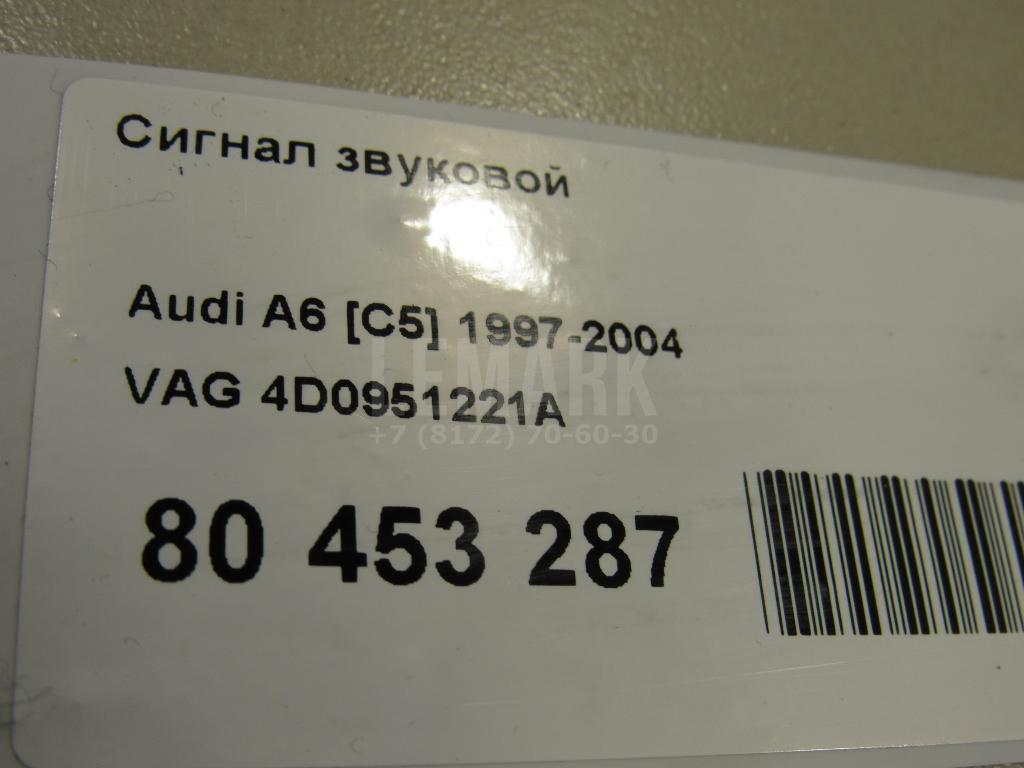 Сигнал звуковой
Audi A6 [C5] 1997-2004
VAG 4D0951221A
LEMARK
+7 (8172) 70-60-30
80 453 287